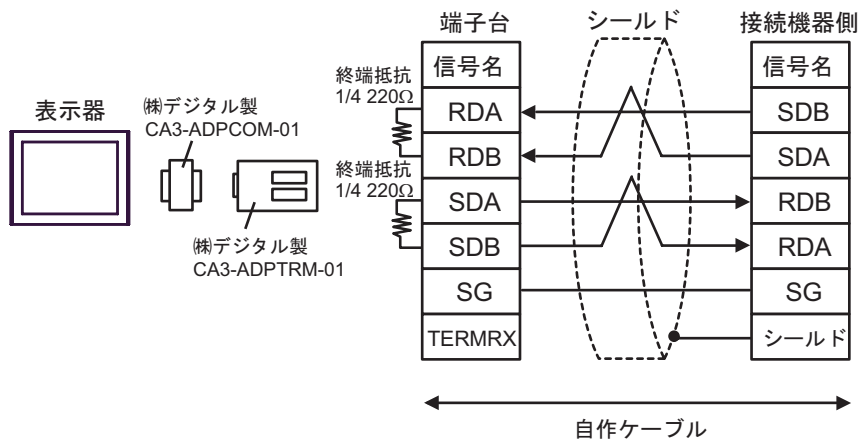 端子台
シールド
接続機器側
信号名
信号名
終端抵抗
1/4 220Ω
RDA
SDB
表示器
㈱デジタル製
CA3-ADPCOM-01
RDB
SDA
終端抵抗
1/4 220Ω
SDA
RDB
㈱デジタル製
CA3-ADPTRM-01
SDB
RDA
SG
SG
TERMRX
シールド
自作ケーブル